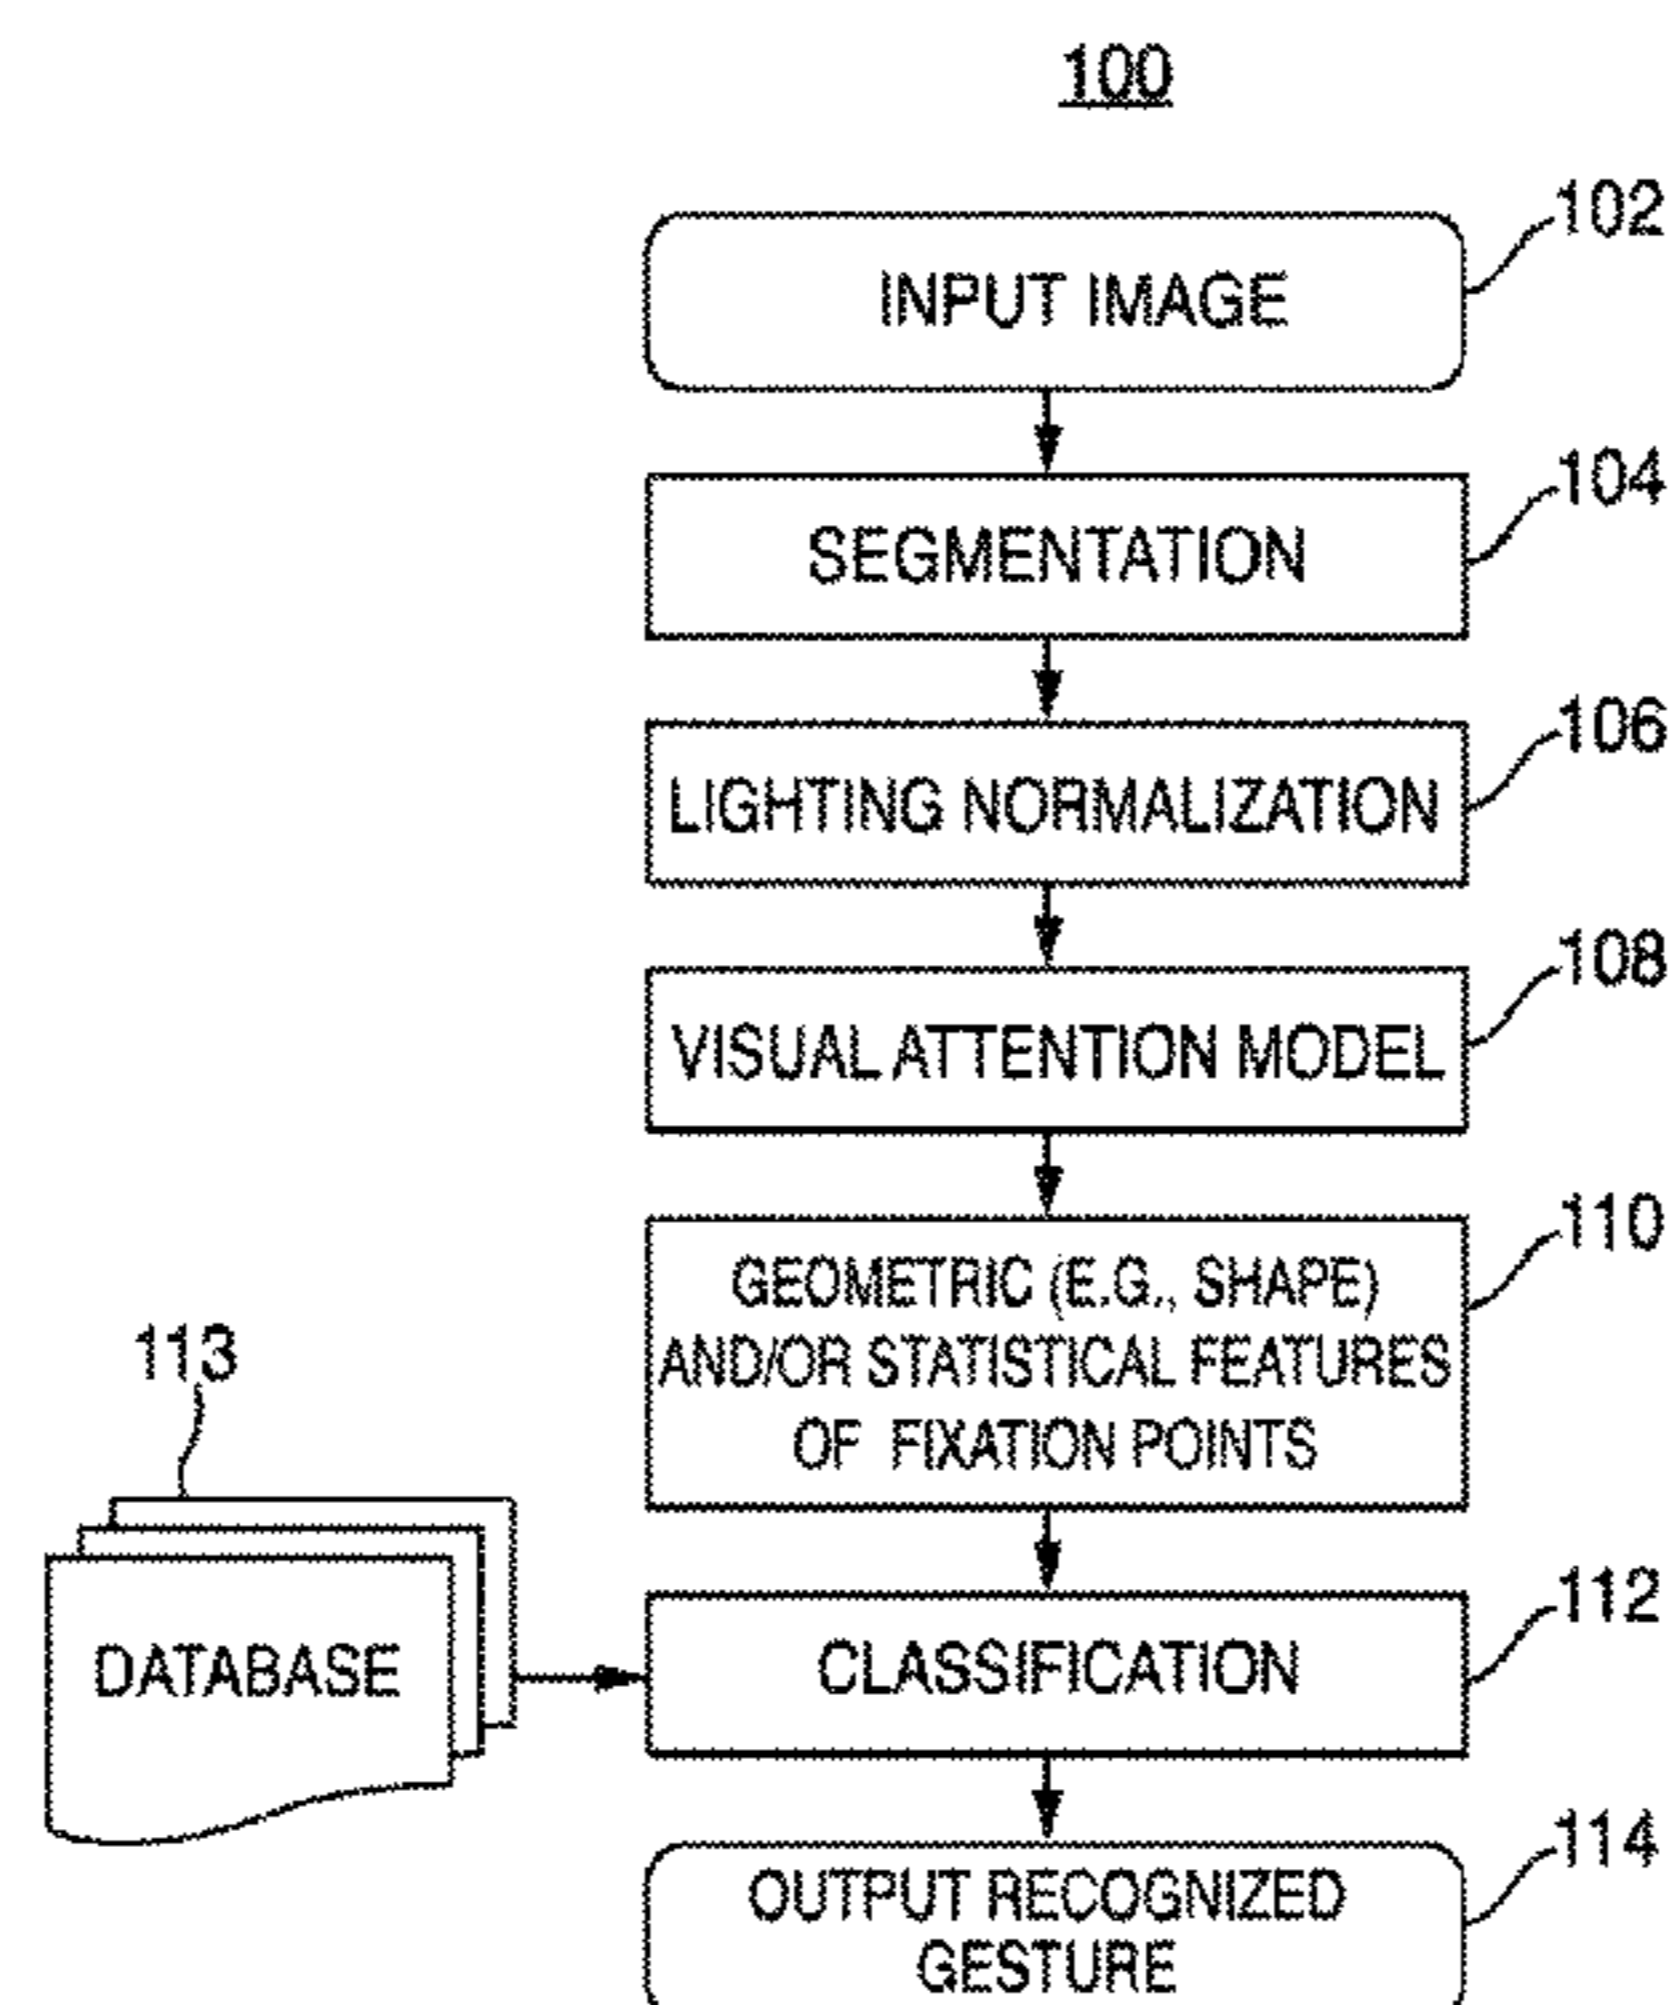 100
102
INPUT IMAGE
104
SEGMENTATION
106
LIGHTING NORMALIZATION
108
VISUAL ATTENTION MODEL
110
GEOMETRIC (E.G., SHAPE)
AND/OR STATISTICAL FEATURES
OF FIXATION POINTS
113
112
DATABASE
CLASSIFICATION
114
OUTPUT RECOGNIZED
GESTURE